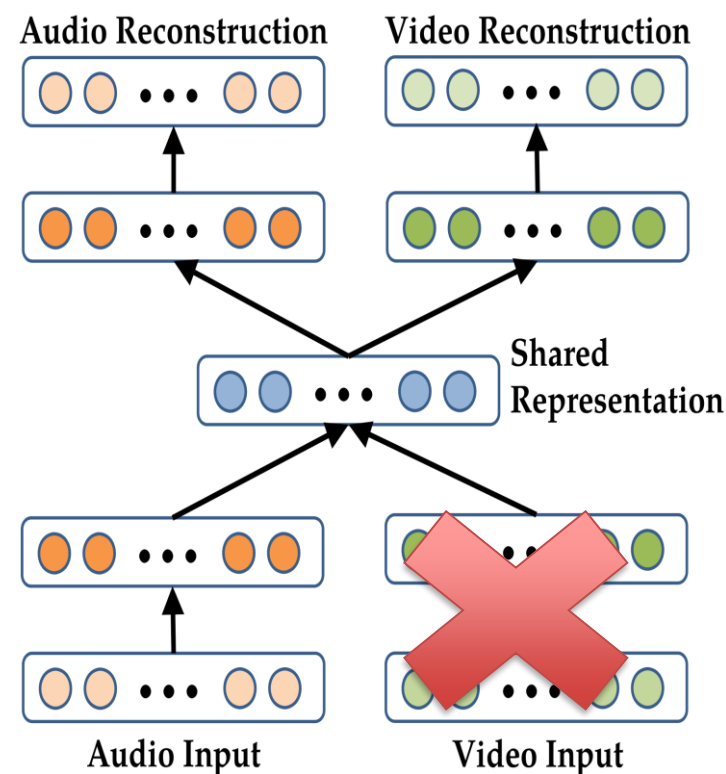 Audio Reconstruction
Video Reconstruction
Shared
Representation
Audio Input
Video Input